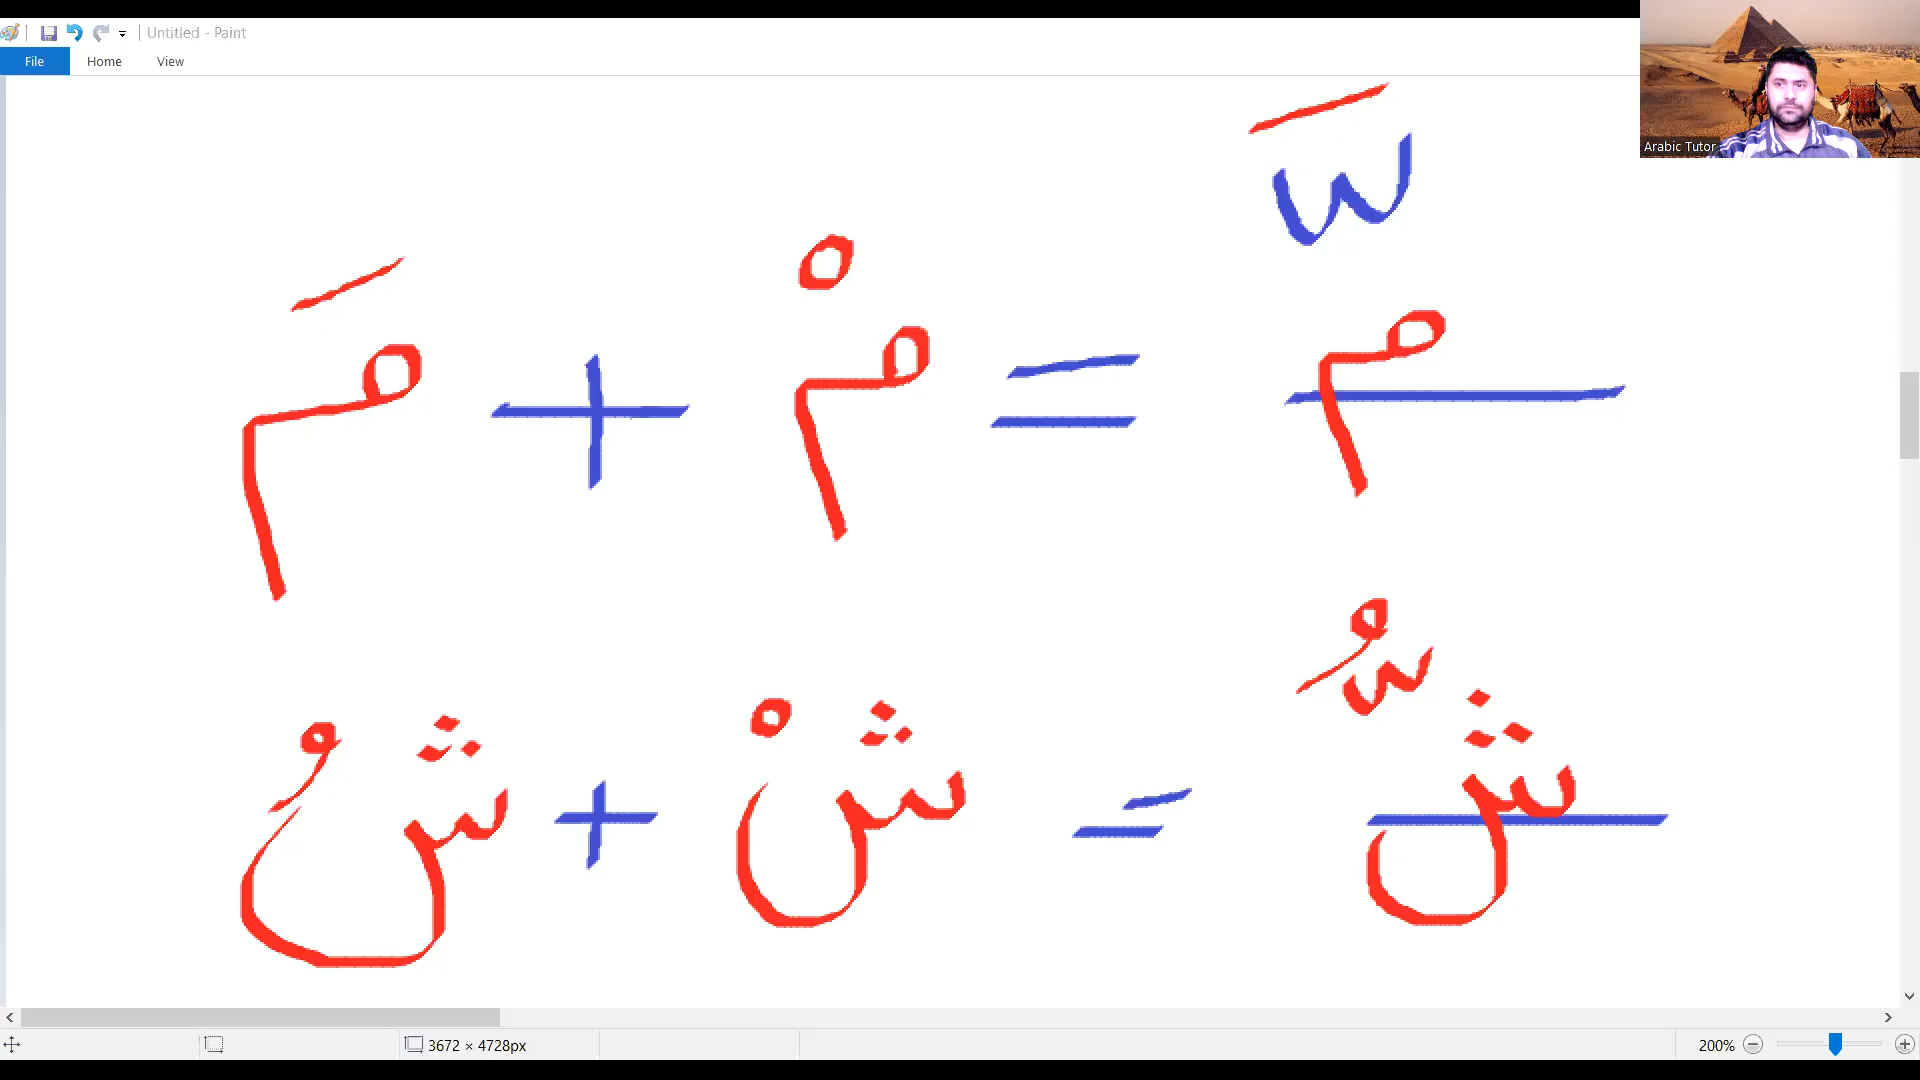 Untitled - Paint
File Home View
Arabic Tutor
مَ + مْ = مَّ
شُ + شْ = شُّ
3672 × 4728px
200%